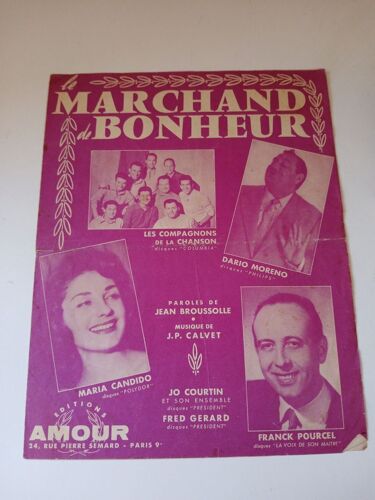 le
MARCHAND
de BONHEUR
LES COMPAGNONS
DE LA CHANSON
disques "COLUMBIA"
DARIO MORENO
disques "PHILIPS"
PAROLES DE
JEAN BROUSSOLLE
MUSIQUE DE
J.P. CALVET
MARIA CANDIDO
disques "POLYDOR"
JO COURTIN
ET SON ENSEMBLE
disques "PRESIDENT"
FRED GERARD
disques "PRESIDENT"
FRANCK POURCEL
disques "LA VOIX DE SON MAITRE"
EDITIONS
AMOUR
24, RUE PIERRE SÉMARD - PARIS 9e